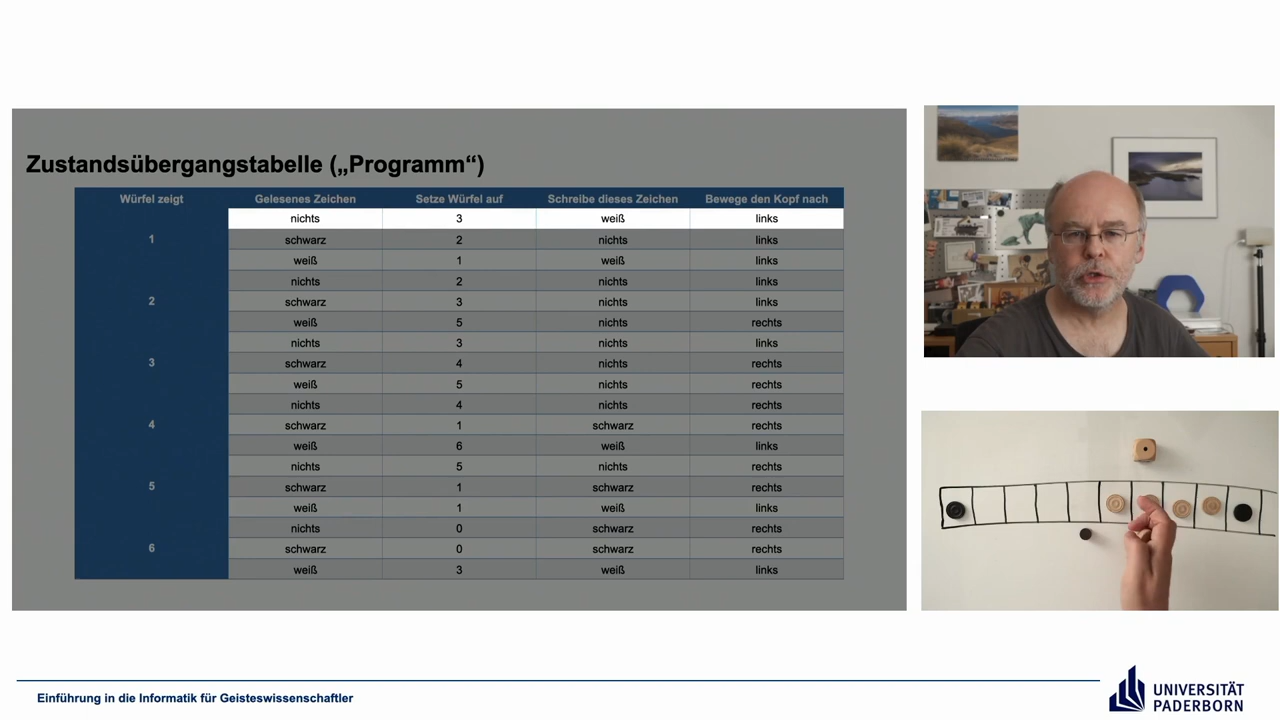 Zustandsübergangstabelle („Programm“)
Würfel zeigt Gelesenes Zeichen Setze Würfel auf Schreibe dieses Zeichen Bewege den Kopf nach
nichts 3 weiß links
1 schwarz 2 nichts links
weiß 1 weiß links
nichts 2 nichts links
2 schwarz 3 nichts links
weiß 5 nichts rechts
nichts 3 nichts links
3 schwarz 4 nichts rechts
weiß 5 nichts rechts
nichts 4 nichts rechts
4 schwarz 1 schwarz rechts
weiß 6 weiß links
nichts 5 nichts rechts
5 schwarz 1 schwarz rechts
weiß 1 weiß links
nichts 0 schwarz rechts
6 schwarz 0 schwarz rechts
weiß 3 weiß links
Einführung in die Informatik für Geisteswissenschaftler
UNIVERSITÄT
PADERBORN